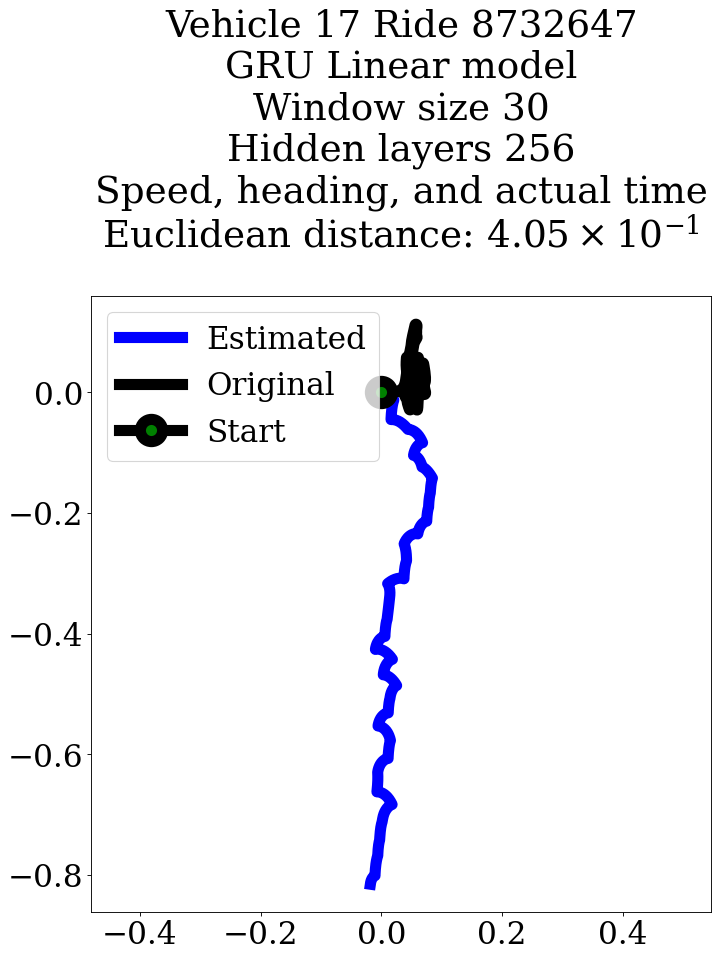 Vehicle 17 Ride 8732647
GRU Linear model
Window size 30
Hidden layers 256
Speed, heading, and actual time
Euclidean distance: 4.05 × 10⁻¹
Estimated
Original
Start
0.0
−0.2
−0.4
−0.6
−0.8
−0.4 −0.2 0.0 0.2 0.4